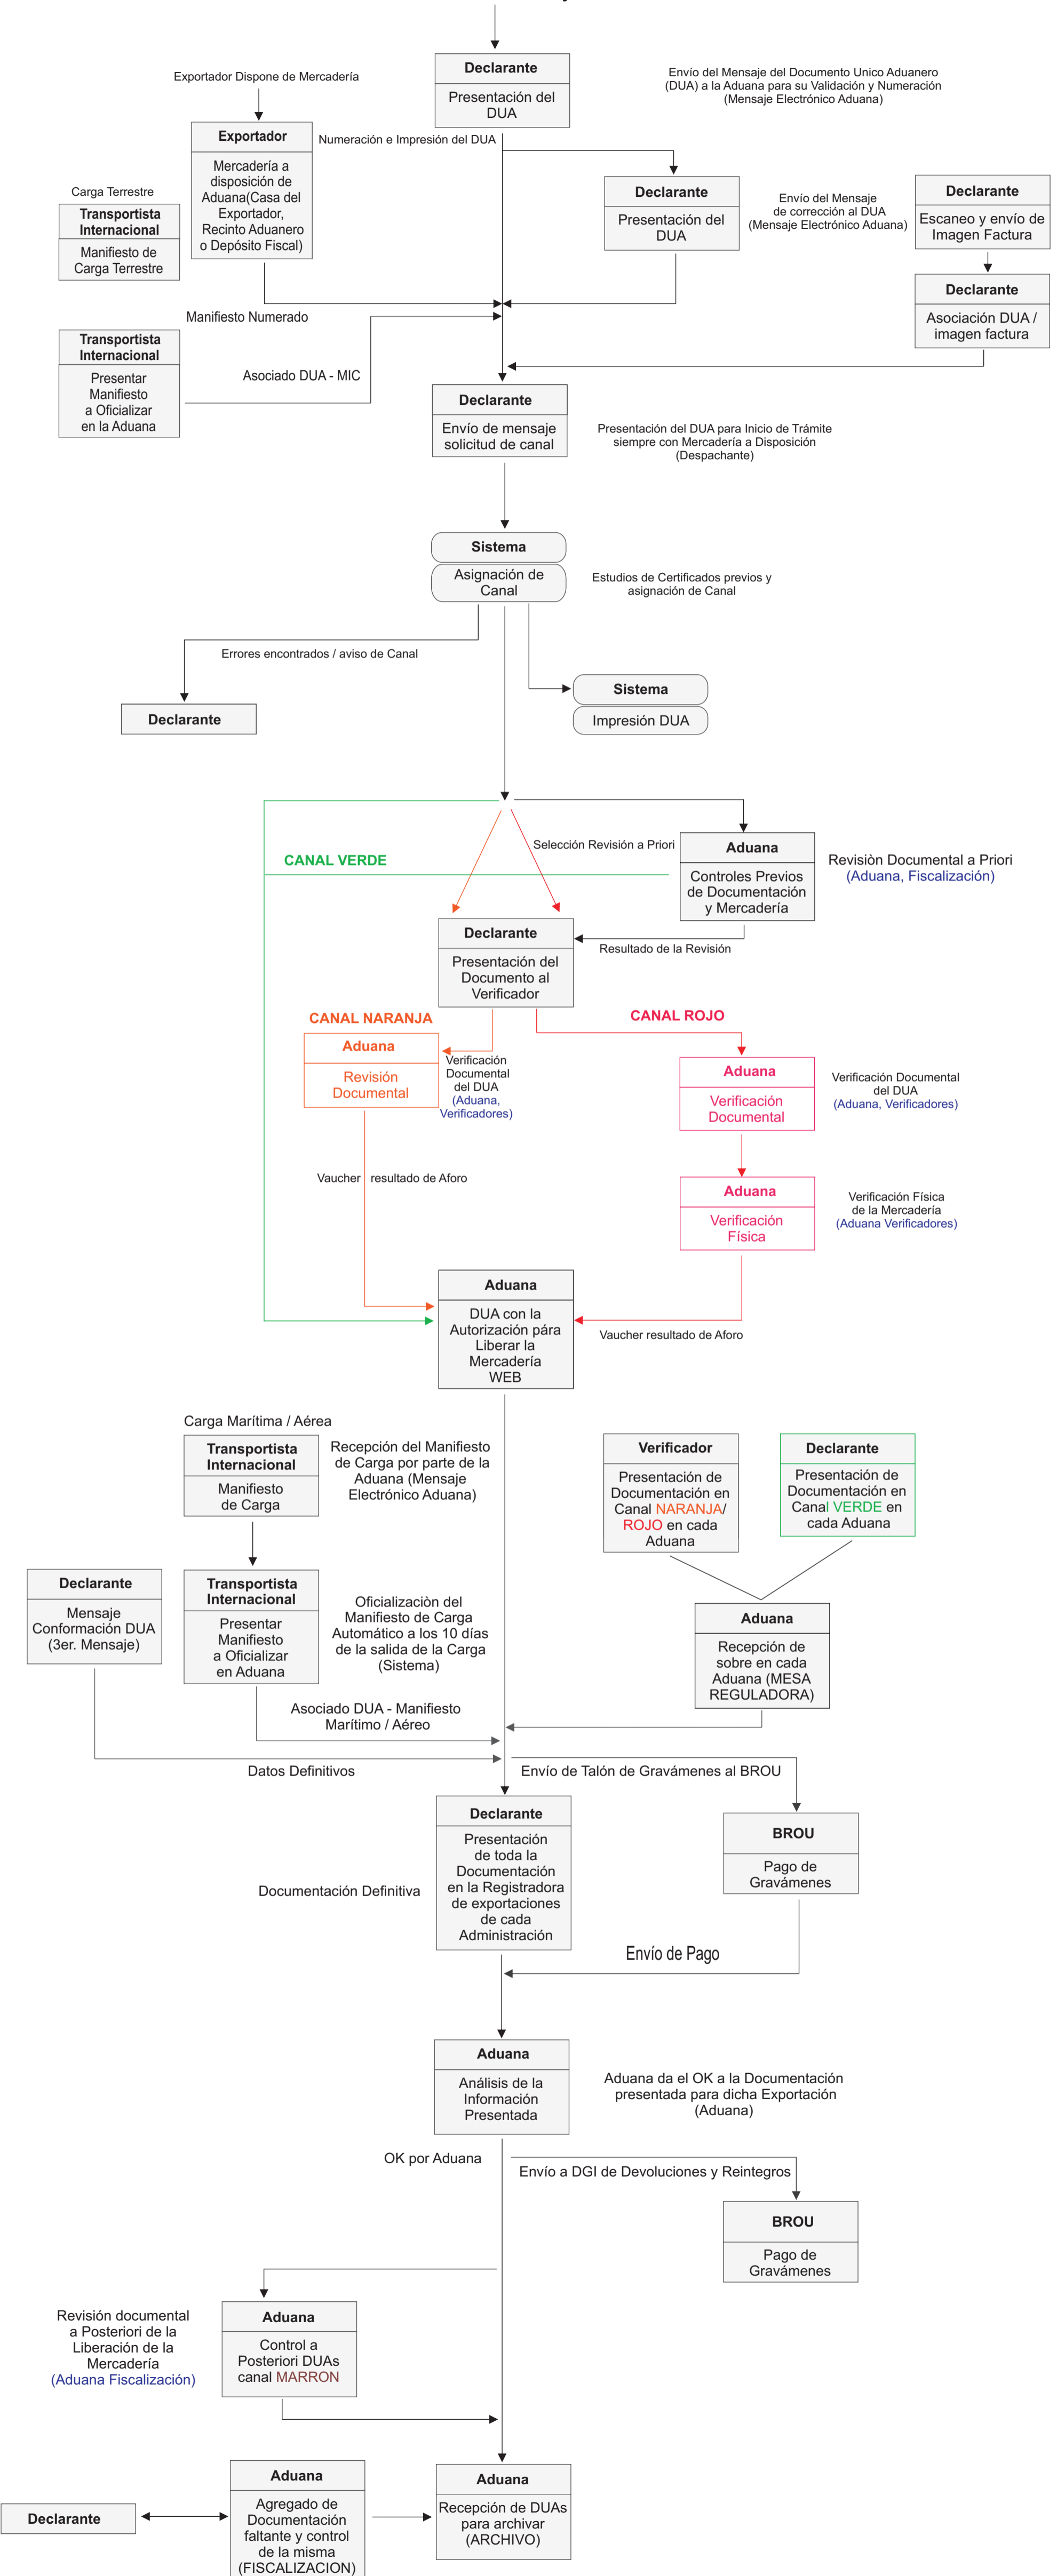 Declarante
Presentación del
DUA
Envío del Mensaje del Documento Unico Aduanero
(DUA) a la Aduana para su Validación y Numeración
(Mensaje Electrónico Aduana)
Exportador Dispone de Mercadería
Exportador
Mercadería a
disposición de
Aduana(Casa del
Exportador,
Recinto Aduanero
o Depósito Fiscal)
Numeración e Impresión del DUA
Carga Terrestre
Transportista
Internacional
Manifiesto de
Carga Terrestre
Declarante
Presentación del
DUA
Envío del Mensaje
de corrección al DUA
(Mensaje Electrónico Aduana)
Declarante
Escaneo y envío de
Imagen Factura
Declarante
Asociación DUA /
imagen factura
Manifiesto Numerado
Transportista
Internacional
Presentar
Manifiesto
a Oficializar
en la Aduana
Asociado DUA - MIC
Declarante
Envío de mensaje
solicitud de canal
Presentación del DUA para Inicio de Trámite
siempre con Mercadería a Disposición
(Despachante)
Sistema
Asignación de
Canal
Estudios de Certificados previos y
asignación de Canal
Errores encontrados / aviso de Canal
Declarante
Sistema
Impresión DUA
CANAL VERDE
Selección Revisión a Priori
Aduana
Controles Previos
de Documentación
y Mercadería
Revisiòn Documental a Priori
(Aduana, Fiscalización)
Declarante
Presentación del
Documento al
Verificador
Resultado de la Revisión
CANAL NARANJA
Aduana
Revisión
Documental
Verificación
Documental
del DUA
(Aduana,
Verificadores)
CANAL ROJO
Aduana
Verificación
Documental
Verificación Documental
del DUA
(Aduana, Verificadores)
Vaucher resultado de Aforo
Aduana
Verificación
Física
Verificación Física
de la Mercadería
(Aduana Verificadores)
Aduana
DUA con la
Autorización pára
Liberar la
Mercadería
WEB
Vaucher resultado de Aforo
Carga Marítima / Aérea
Transportista
Internacional
Manifiesto
de Carga
Recepción del Manifiesto
de Carga por parte de la
Aduana (Mensaje
Electrónico Aduana)
Verificador
Presentación de
Documentación en
Canal NARANJA/
ROJO en cada
Aduana
Declarante
Presentación de
Documentación en
Canal VERDE en
cada Aduana
Declarante
Mensaje
Conformación DUA
(3er. Mensaje)
Transportista
Internacional
Presentar
Manifiesto
a Oficializar
en Aduana
Oficializaciòn del
Manifiesto de Carga
Automático a los 10 días
de la salida de la Carga
(Sistema)
Aduana
Recepción de
sobre en cada
Aduana (MESA
REGULADORA)
Asociado DUA - Manifiesto
Marítimo / Aéreo
Datos Definitivos
Envío de Talón de Gravámenes al BROU
Declarante
Presentación
de toda la
Documentación
en la Registradora
de exportaciones
de cada
Administración
Documentación Definitiva
BROU
Pago de
Gravámenes
Envío de Pago
Aduana
Análisis de la
Información
Presentada
Aduana da el OK a la Documentación
presentada para dicha Exportación
(Aduana)
OK por Aduana
Envío a DGI de Devoluciones y Reintegros
BROU
Pago de
Gravámenes
Revisión documental
a Posteriori de la
Liberación de la
Mercadería
(Aduana Fiscalización)
Aduana
Control a
Posteriori DUAs
canal MARRON
Declarante
Aduana
Agregado de
Documentación
faltante y control
de la misma
(FISCALIZACION)
Aduana
Recepción de DUAs
para archivar
(ARCHIVO)